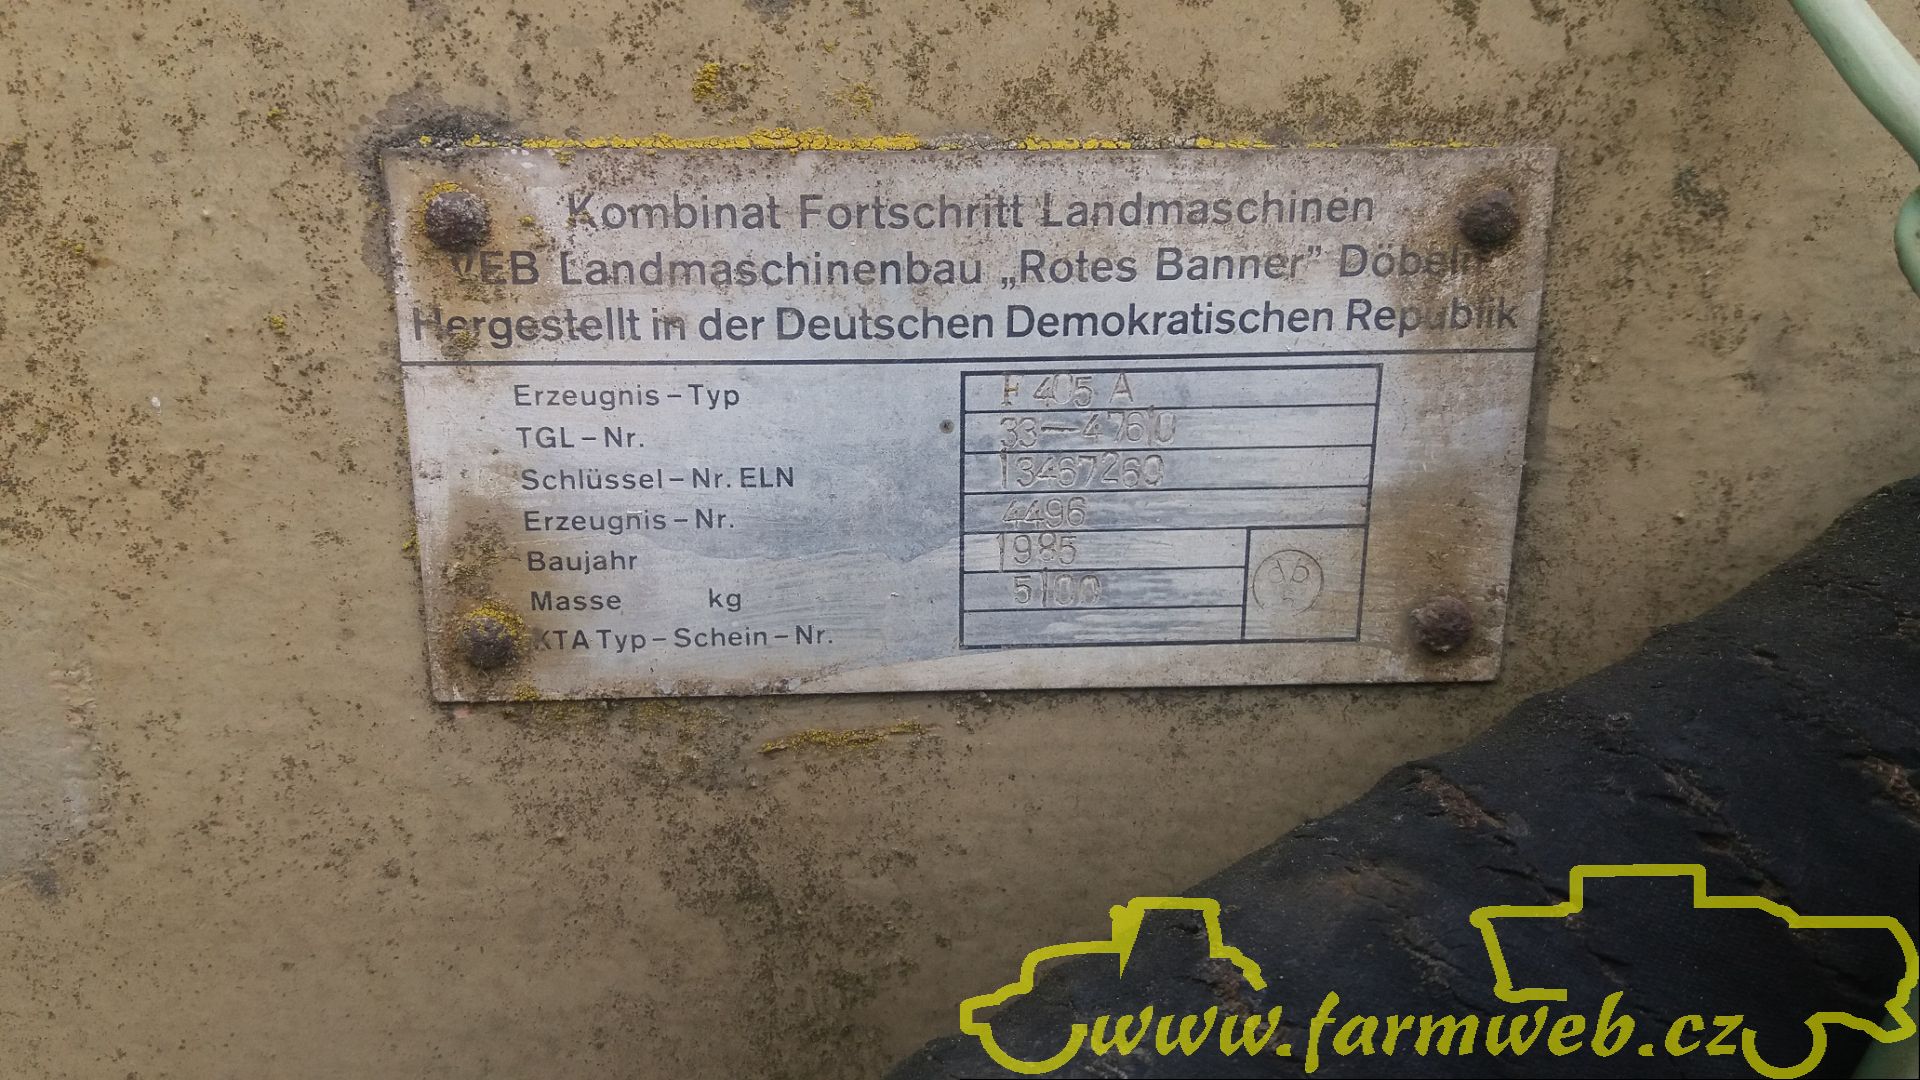 Kombinat Fortschritt Landmaschinen
VEB Landmaschinenbau „Rotes Banner” Döbeln
Hergestellt in der Deutschen Demokratischen Republik
Erzeugnis – Typ F 405 A
TGL – Nr. 33—47610
Schlüssel – Nr. ELN 13467260
Erzeugnis – Nr. 4496
Baujahr 1985
Masse kg 5100
KTA Typ – Schein – Nr.
www.farmweb.cz